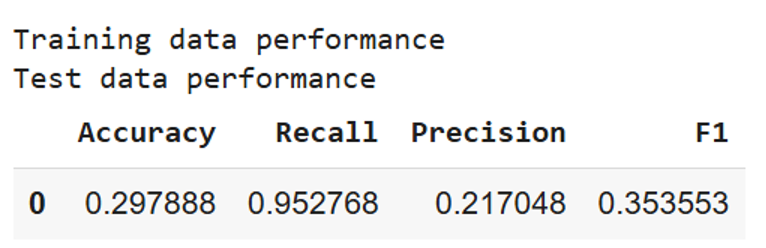 Training data performance
Test data performance
Accuracy Recall Precision F1
0 0.297888 0.952768 0.217048 0.353553